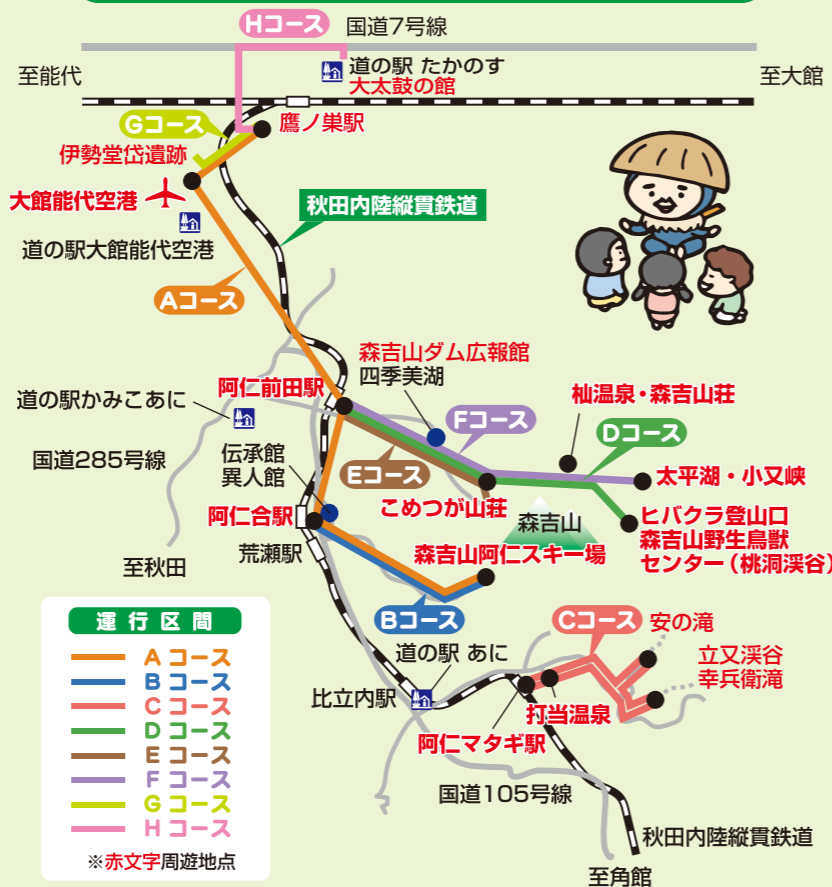 Hコース
国道7号線
至能代
道の駅 たかのす
大太鼓の館
至大館
Gコース
鷹ノ巣駅
伊勢堂岱遺跡
大館能代空港
秋田内陸縦貫鉄道
道の駅大館能代空港
Aコース
森吉山ダム広報館
四季美湖
阿仁前田駅
杣温泉・森吉山荘
道の駅かみこあに
Fコース
Dコース
国道285号線
伝承館
異人館
Eコース
太平湖・小又峡
こめつが山荘
阿仁合駅
森吉山
ヒバクラ登山口
森吉山野生鳥獣
センター（桃洞渓谷）
荒瀬駅
森吉山阿仁スキー場
至秋田
Bコース
Cコース
安の滝
道の駅 あに
立又渓谷
幸兵衛滝
比立内駅
打当温泉
阿仁マタギ駅
国道105号線
秋田内陸縦貫鉄道
至角館
運行区間
Aコース
Bコース
Cコース
Dコース
Eコース
Fコース
Gコース
Hコース
※赤文字周遊地点